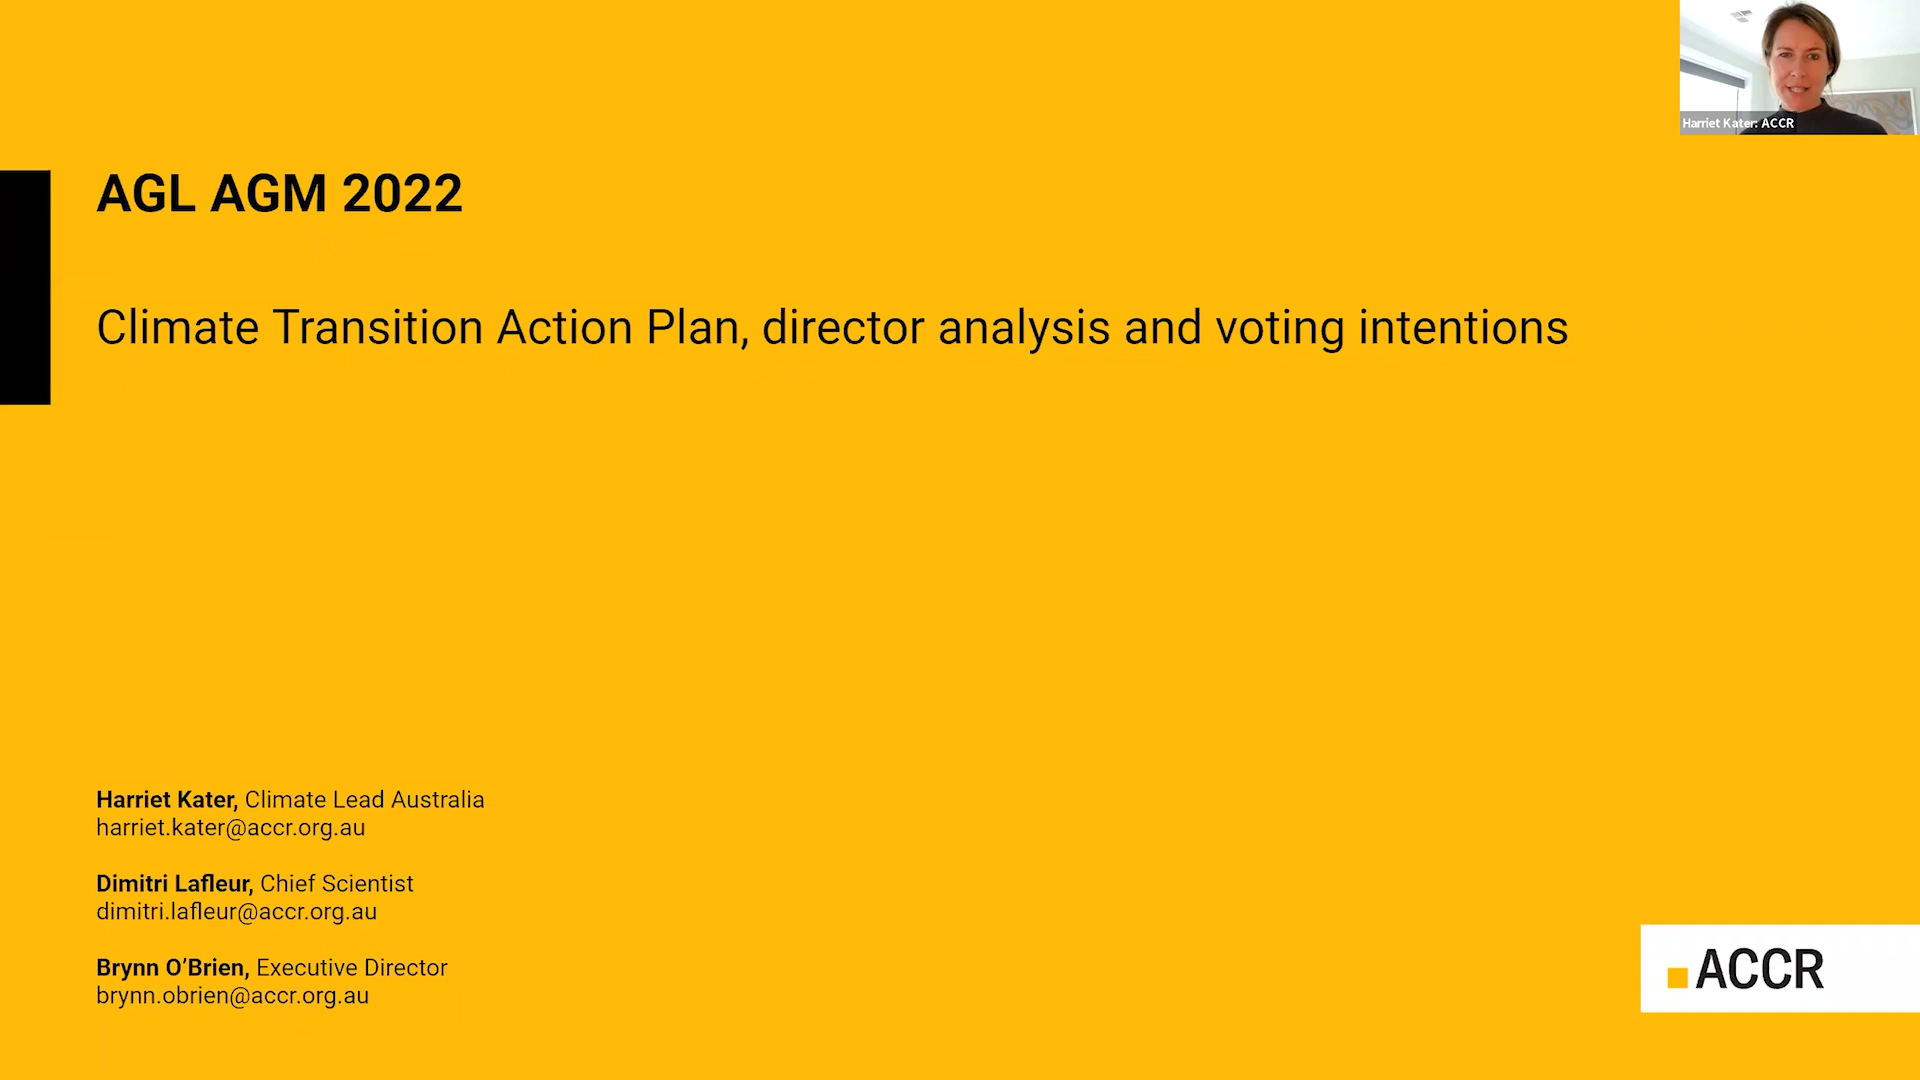 Harriet Kater: ACCR
AGL AGM 2022
Climate Transition Action Plan, director analysis and voting intentions
Harriet Kater, Climate Lead Australia
harriet.kater@accr.org.au
Dimitri Lafleur, Chief Scientist
dimitri.lafleur@accr.org.au
Brynn O’Brien, Executive Director
brynn.obrien@accr.org.au
ACCR